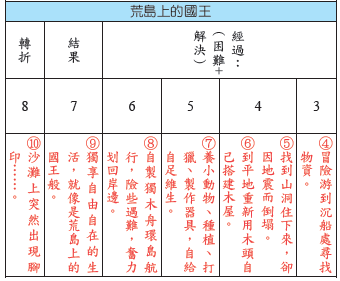 荒島上的國王
經過：
（困難＋
解決）
結果
轉折
3
4
5
6
7
8
④冒險游到沉船處尋找
物資。
⑤找到山洞住下來，卻
因地震而倒塌。
⑥到平地重新用木頭自
己搭建木屋。
⑦養小動物、種植、打
獵、製作器具，自給
自足維生。
⑧自製獨木舟環島航
行，險些遇難，奮力
划回岸邊。
⑨獨享自由自在的生
活，就像是荒島上的
國王般。
⑩沙灘上突然出現腳
印……。